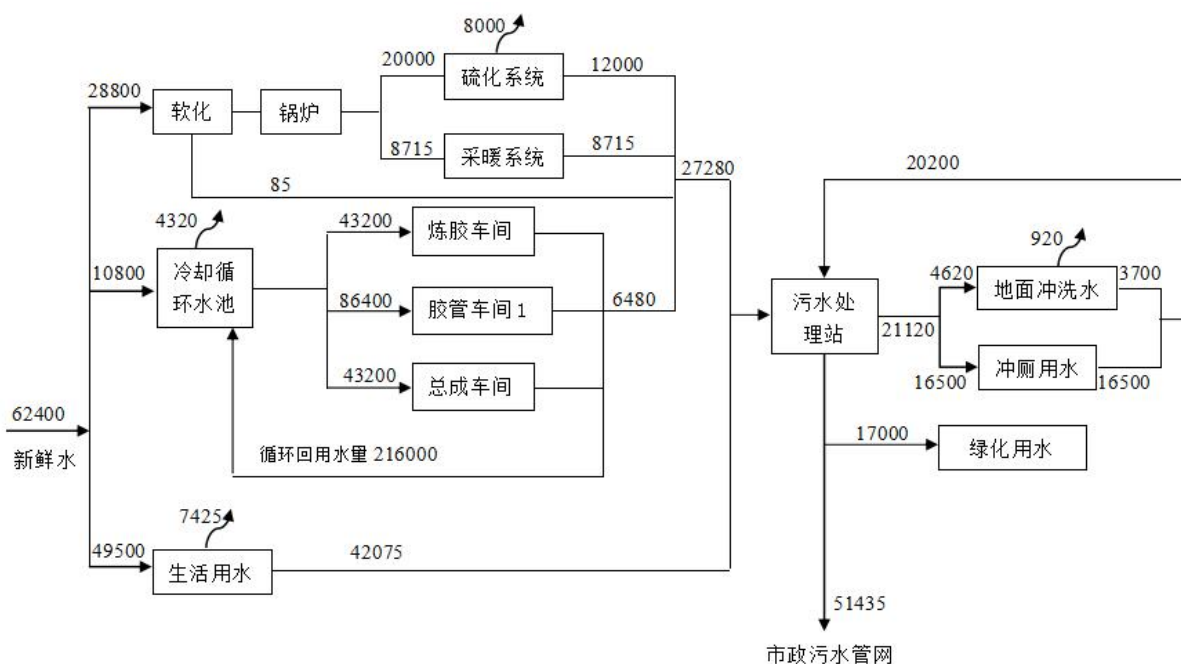 8000
20000
硫化系统
12000
28800
软化
锅炉
8715
采暖系统
8715
27280
85
20200
4320
43200
炼胶车间
920
10800
冷却循
环水池
86400
胶管车间 1
6480
污水处
理站
21120
4620
地面冲洗水
3700
43200
总成车间
16500
冲厕用水
16500
62400
新鲜水
循环回用水量 216000
17000
绿化用水
7425
49500
生活用水
42075
51435
市政污水管网